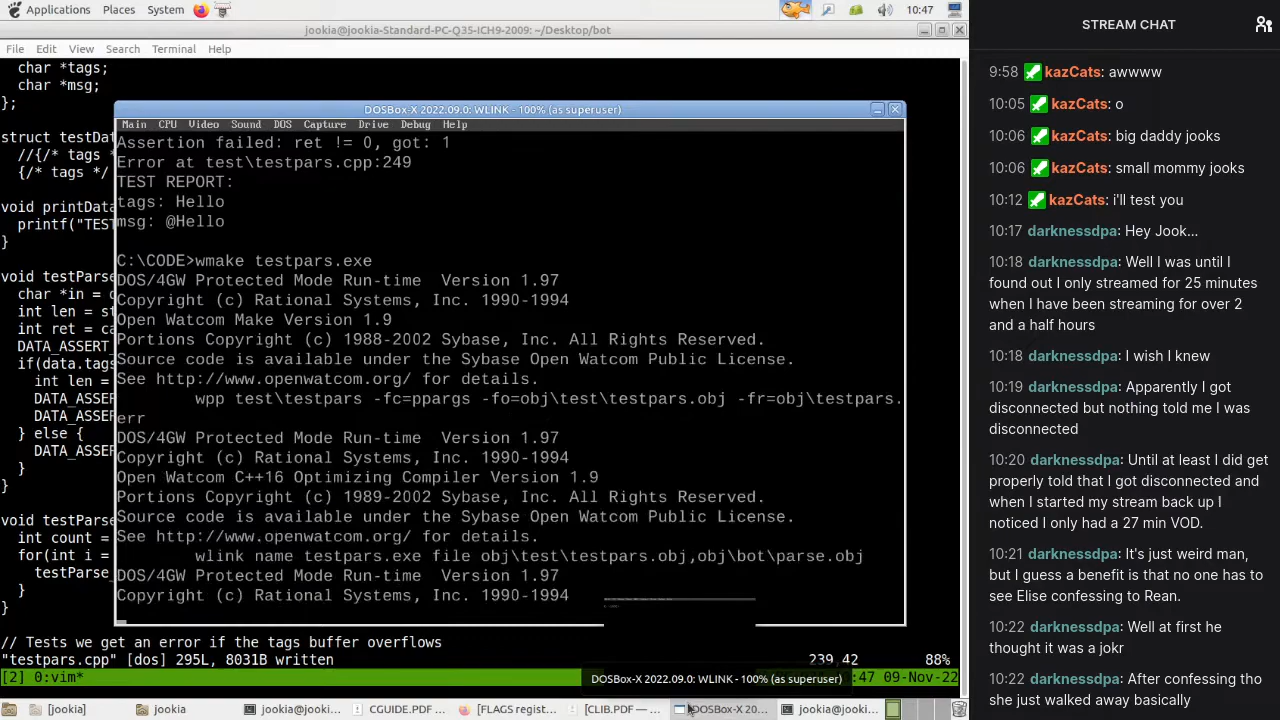 Applications Places System 10:47
jookia@jookia-Standard-PC-Q35-ICH9-2009: ~/Desktop/bot
File Edit View Search Terminal Help
char *tags;
char *msg;
};
struct testDat
//{/* tags *
{/* tags */
void printData
printf("TEST
}
void testParse
char *in = c
int len = st
int ret = ca
DATA_ASSERT_
if(data.tags
int len =
DATA_ASSER
DATA_ASSER
} else {
DATA_ASSER
}
}
void testParse
int count =
for(int i =
testParse_
}
}
// Tests we get an error if the tags buffer overflows
"testpars.cpp" [dos] 295L, 8031B written 239,42 88%
[2] 0:vim* :47 09-Nov-22
DOSBox-X 2022.09.0: WLINK - 100% (as superuser)
Main CPU Video Sound DOS Capture Drive Debug Help
Assertion failed: ret != 0, got: 1
Error at test\testpars.cpp:249
TEST REPORT:
tags: Hello
msg: @Hello
C:\CODE>wmake testpars.exe
DOS/4GW Protected Mode Run-time Version 1.97
Copyright (c) Rational Systems, Inc. 1990-1994
Open Watcom Make Version 1.9
Portions Copyright (c) 1988-2002 Sybase, Inc. All Rights Reserved.
Source code is available under the Sybase Open Watcom Public License.
See http://www.openwatcom.org/ for details.
wpp test\testpars -fc=ppargs -fo=obj\test\testpars.obj -fr=obj\testpars.
err
DOS/4GW Protected Mode Run-time Version 1.97
Copyright (c) Rational Systems, Inc. 1990-1994
Open Watcom C++16 Optimizing Compiler Version 1.9
Portions Copyright (c) 1989-2002 Sybase, Inc. All Rights Reserved.
Source code is available under the Sybase Open Watcom Public License.
See http://www.openwatcom.org/ for details.
wlink name testpars.exe file obj\test\testpars.obj,obj\bot\parse.obj
DOS/4GW Protected Mode Run-time Version 1.97
Copyright (c) Rational Systems, Inc. 1990-1994
DOSBox-X 2022.09.0: WLINK - 100% (as superuser)
[jookia] jookia jookia@jooki... CGUIDE.PDF — ... [FLAGS regist... [CLIB.PDF — ... DOSBox-X 20... jookia@jooki...
STREAM CHAT
9:58 kazCats: awwww
10:05 kazCats: o
10:06 kazCats: big daddy jooks
10:06 kazCats: small mommy jooks
10:12 kazCats: i'll test you
10:17 darknessdpa: Hey Jook...
10:18 darknessdpa: Well I was until I
found out I only streamed for 25 minutes
when I have been streaming for over 2
and a half hours
10:18 darknessdpa: I wish I knew
10:19 darknessdpa: Apparently I got
disconnected but nothing told me I was
disconnected
10:20 darknessdpa: Until at least I did get
properly told that I got disconnected and
when I started my stream back up I
noticed I only had a 27 min VOD.
10:21 darknessdpa: It's just weird man,
but I guess a benefit is that no one has to
see Elise confessing to Rean.
10:22 darknessdpa: Well at first he
thought it was a jokr
10:22 darknessdpa: After confessing tho
she just walked away basically